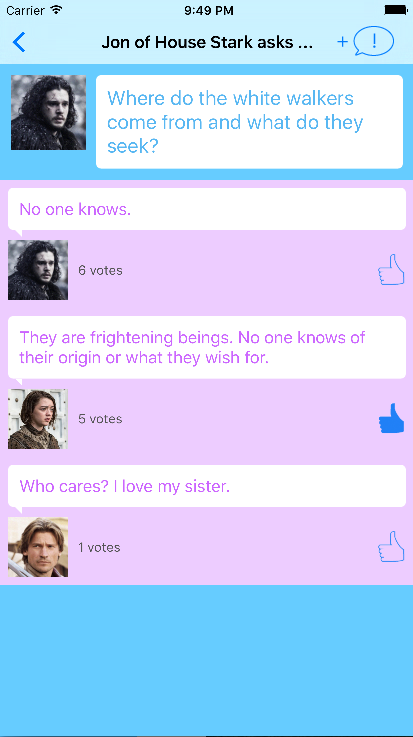 Carrier 9:49 PM
Jon of House Stark asks ... + !
Where do the white walkers
come from and what do they
seek?
No one knows.
6 votes
They are frightening beings. No one knows of
their origin or what they wish for.
5 votes
Who cares? I love my sister.
1 votes